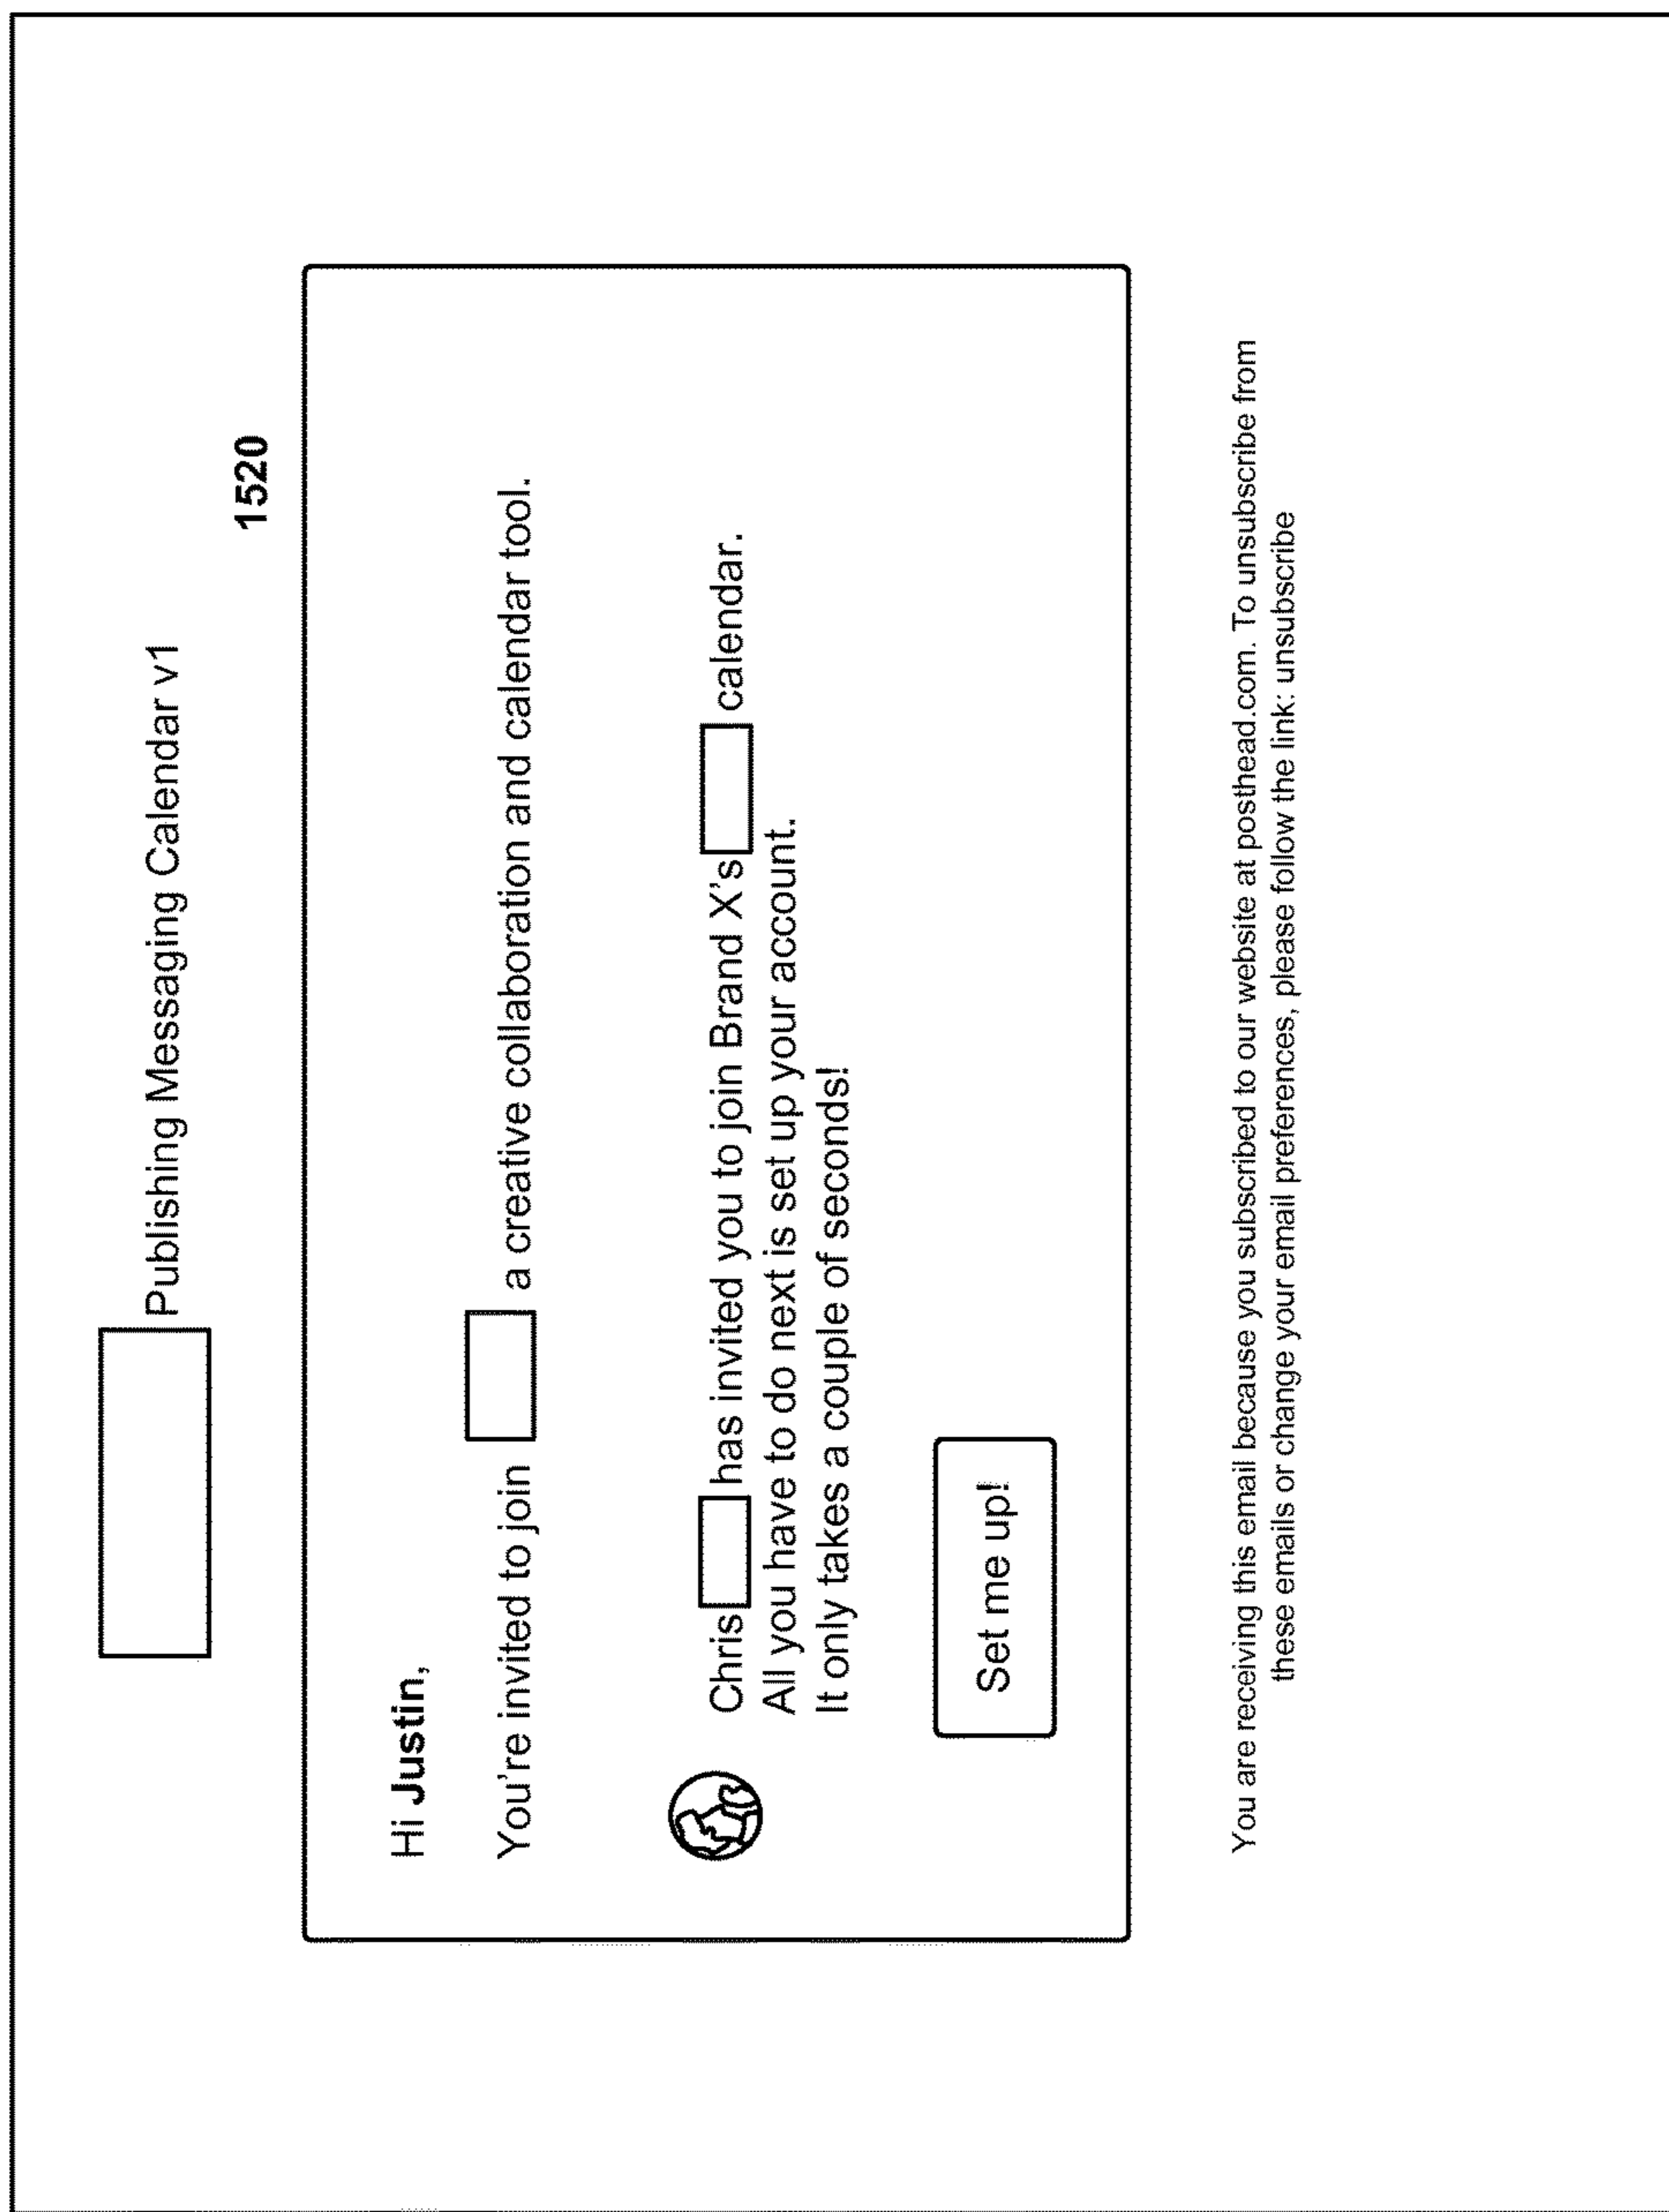 Publishing Messaging Calendar v1
1520
Hi Justin,
You're invited to join a creative collaboration and calendar tool.
Chris has invited you to join Brand X's calendar.
All you have to do next is set up your account.
It only takes a couple of seconds!
Set me up!
You are receiving this email because you subscribed to our website at posthead.com. To unsubscribe from
these emails or change your email preferences, please follow the link: unsubscribe